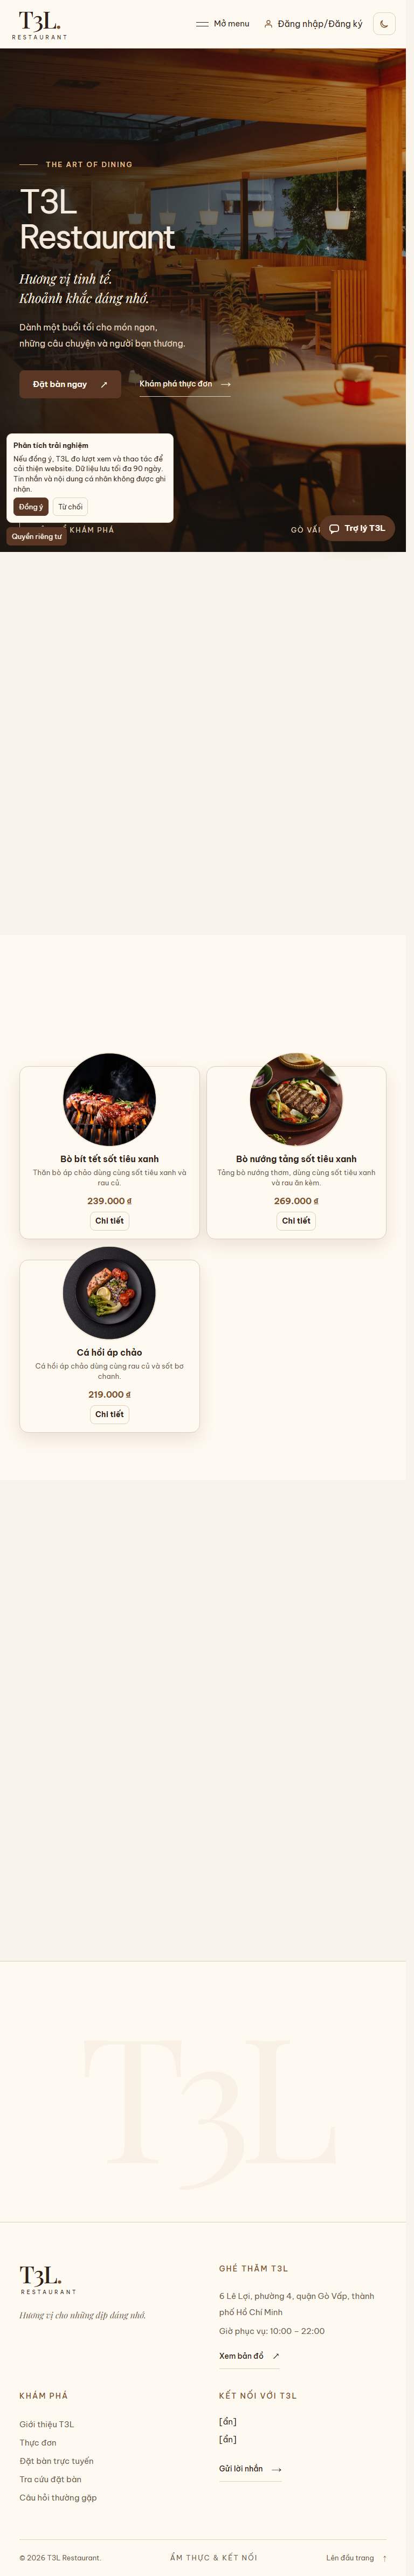 T3L.
RESTAURANT
Mở menu
Đăng nhập/Đăng ký
THE ART OF DINING
T3L
Restaurant
Hương vị tinh tế.
Khoảnh khắc đáng nhớ.
Dành một buổi tối cho món ngon,
những câu chuyện và người bạn thương.
Đặt bàn ngay ↗
Khám phá thực đơn →
Phân tích trải nghiệm
Nếu đồng ý, T3L đo lượt xem và thao tác để
cải thiện website. Dữ liệu lưu tối đa 90 ngày.
Tin nhắn và nội dung cá nhân không được ghi
nhận.
Đồng ý
Từ chối
KHÁM PHÁ
GÒ VẤP
Trợ lý T3L
Quyền riêng tư
Bò bít tết sốt tiêu xanh
Thăn bò áp chảo dùng cùng sốt tiêu xanh và
rau củ.
239.000 ₫
Chi tiết
Bò nướng tảng sốt tiêu xanh
Tảng bò nướng thơm, dùng cùng sốt tiêu xanh
và rau ăn kèm.
269.000 ₫
Chi tiết
Cá hồi áp chảo
Cá hồi áp chảo dùng cùng rau củ và sốt bơ
chanh.
219.000 ₫
Chi tiết
T3L
T3L.
RESTAURANT
Hương vị cho những dịp đáng nhớ.
GHÉ THĂM T3L
6 Lê Lợi, phường 4, quận Gò Vấp, thành
phố Hồ Chí Minh
Giờ phục vụ: 10:00 – 22:00
Xem bản đồ ↗
KHÁM PHÁ
Giới thiệu T3L
Thực đơn
Đặt bàn trực tuyến
Tra cứu đặt bàn
Câu hỏi thường gặp
KẾT NỐI VỚI T3L
[ẩn]
[ẩn]
Gửi lời nhắn →
© 2026 T3L Restaurant.
ẨM THỰC & KẾT NỐI
Lên đầu trang ↑